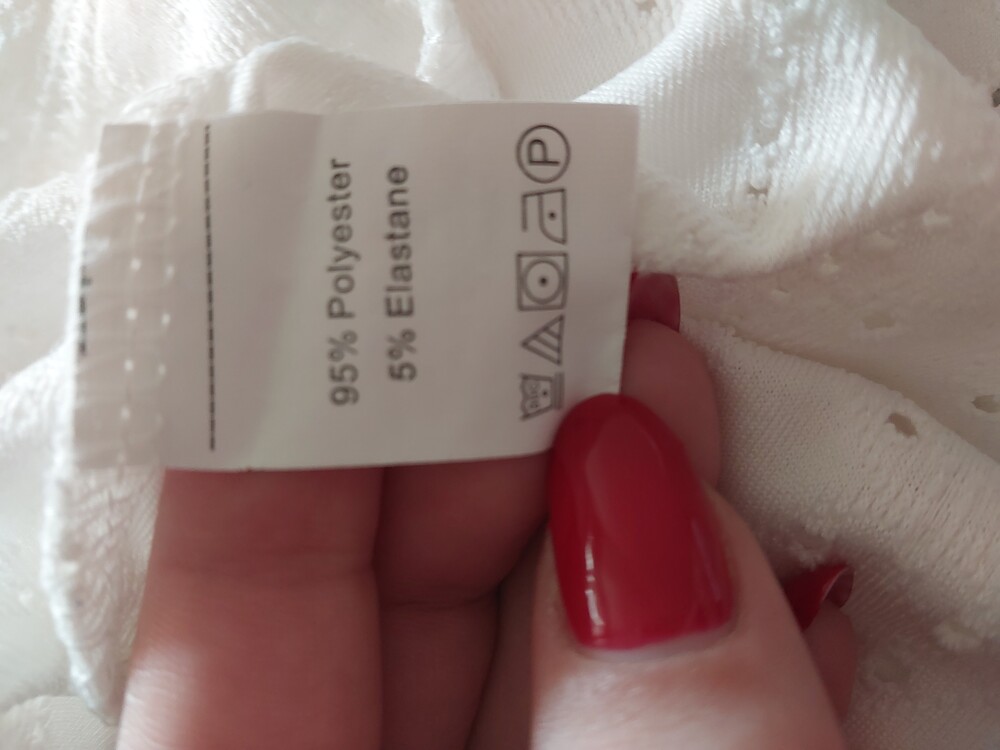 95% Polyester
5% Elastane
P